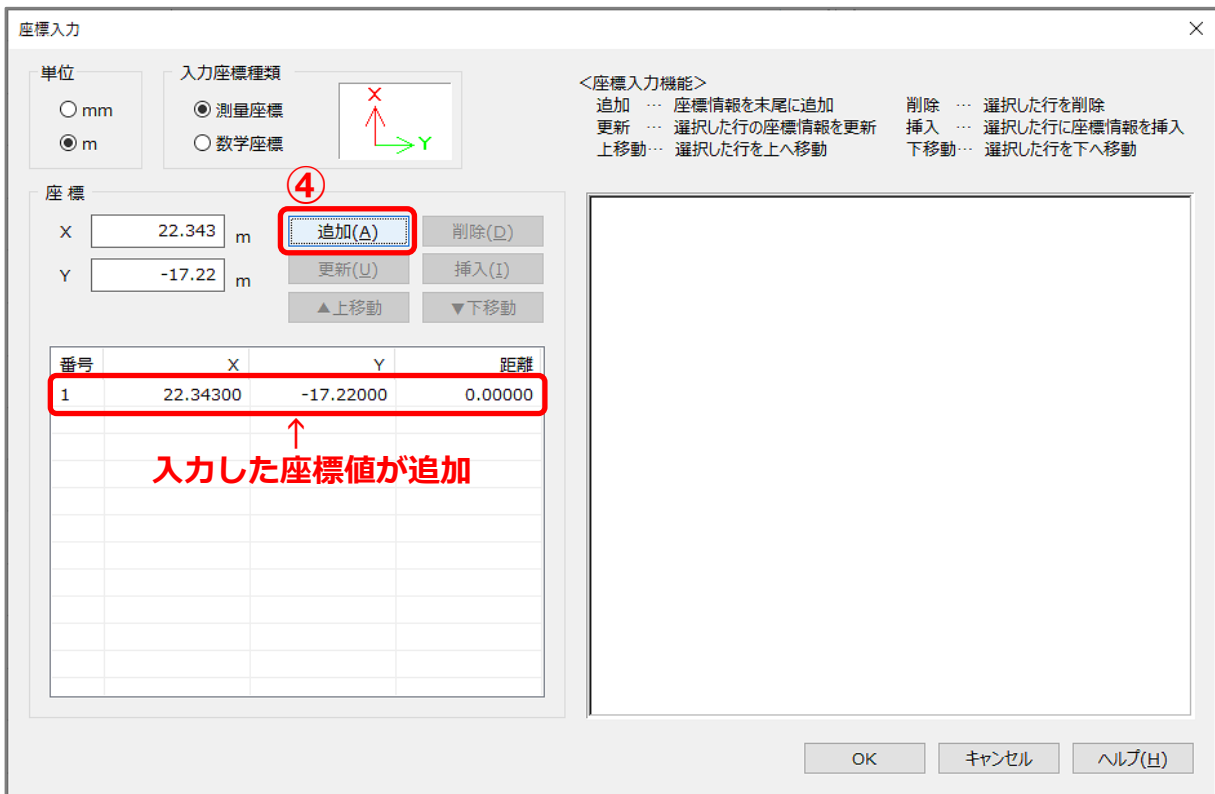 座標入力
単位
mm
m
入力座標種類
測量座標
数学座標
X
Y
<座標入力機能>
追加 … 座標情報を末尾に追加 削除 … 選択した行を削除
更新 … 選択した行の座標情報を更新 挿入 … 選択した行に座標情報を挿入
上移動… 選択した行を上へ移動 下移動… 選択した行を下へ移動
座 標
④
X 22.343 m 追加(A) 削除(D)
Y -17.22 m 更新(U) 挿入(I)
▲上移動 ▼下移動
番号 X Y 距離
1 22.34300 -17.22000 0.00000
↑
入力した座標値が追加
OK キャンセル ヘルプ(H)